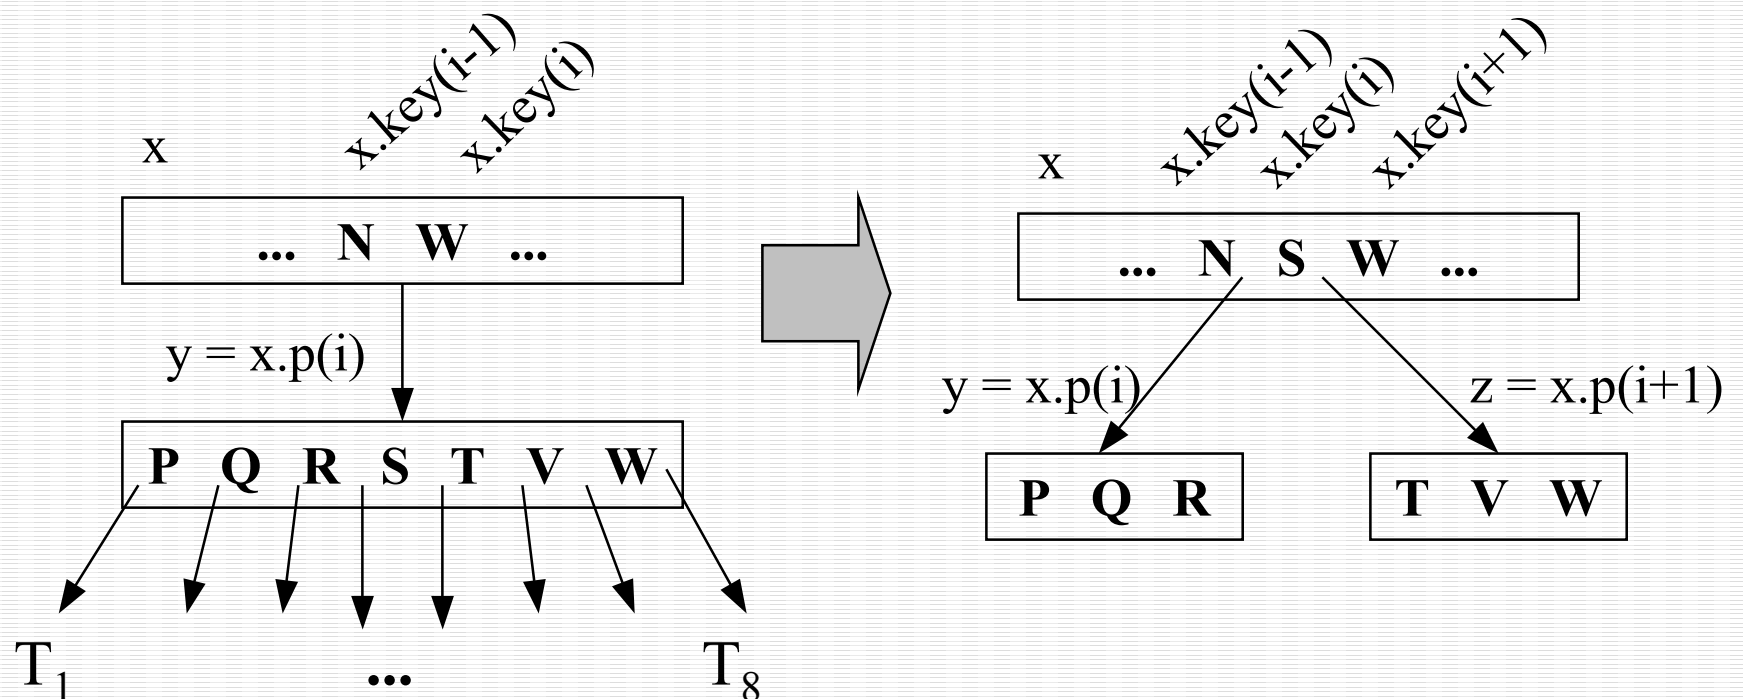 x x.key(i-1) x.key(i)
... N W ...
y = x.p(i)
P Q R S T V W
T1 ... T8
x x.key(i-1) x.key(i) x.key(i+1)
... N S W ...
y = x.p(i) z = x.p(i+1)
P Q R T V W